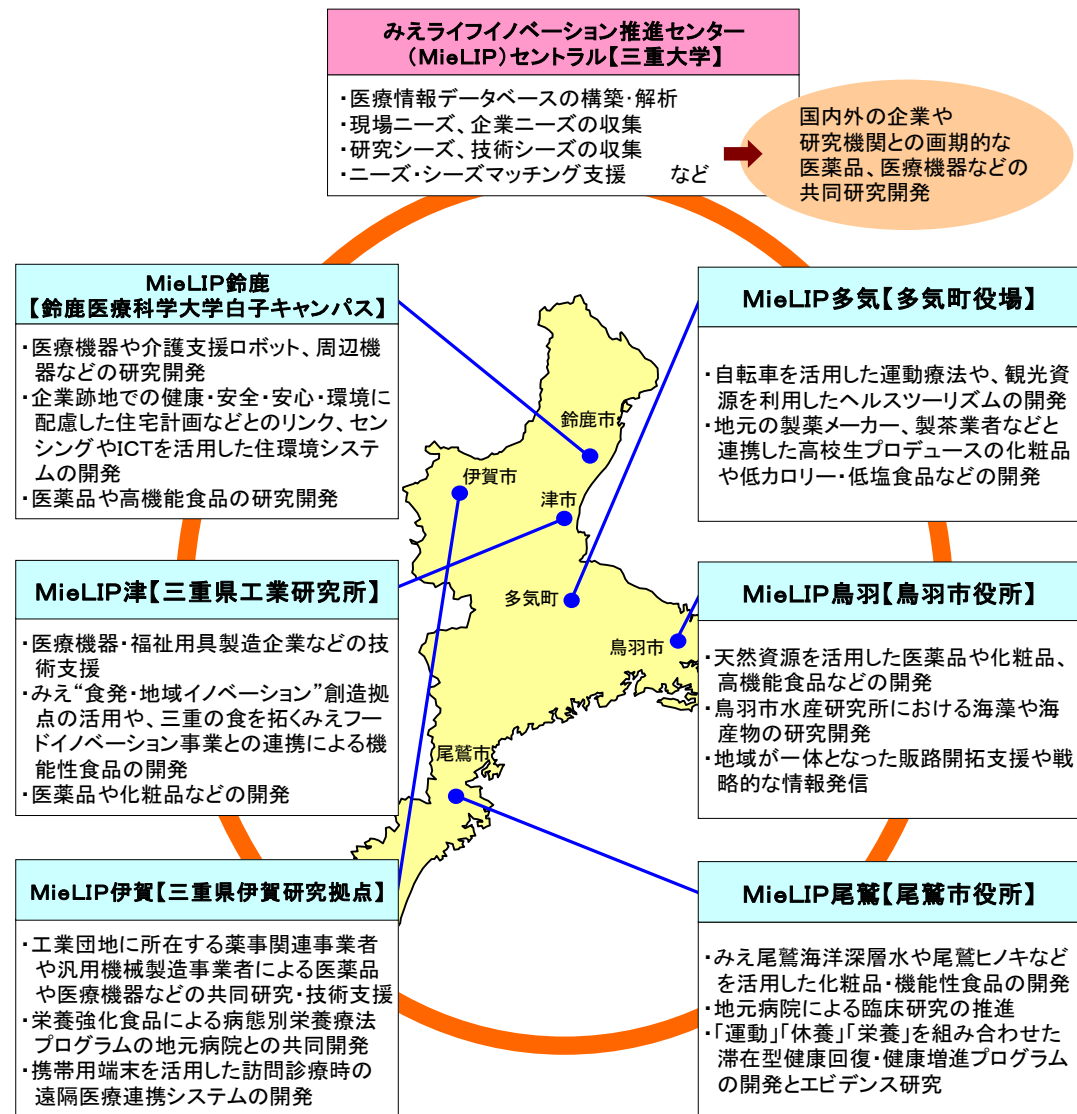 みえライフイノベーション推進センター
(MieLIP)セントラル【三重大学】
・医療情報データベースの構築・解析
・現場ニーズ、企業ニーズの収集
・研究シーズ、技術シーズの収集
・ニーズ・シーズマッチング支援　　など
国内外の企業や
研究機関との画期的な
医薬品、医療機器などの
共同研究開発
MieLIP鈴鹿
【鈴鹿医療科学大学白子キャンパス】
・医療機器や介護支援ロボット、周辺機
器などの研究開発
・企業跡地での健康・安全・安心・環境に
配慮した住宅計画などとのリンク、セン
シングやICTを活用した住環境システ
ムの開発
・医薬品や高機能食品の研究開発
MieLIP多気【多気町役場】
・自転車を活用した運動療法や、観光資
源を利用したヘルスツーリズムの開発
・地元の製薬メーカー、製茶業者などと
連携した高校生プロデュースの化粧品
や低カロリー・低塩食品などの開発
鈴鹿市
伊賀市
津市
多気町
鳥羽市
尾鷲市
MieLIP津【三重県工業研究所】
・医療機器・福祉用具製造企業などの技
術支援
・みえ“食発・地域イノベーション”創造拠
点の活用や、三重の食を拓くみえフー
ドイノベーション事業との連携による機
能性食品の開発
・医薬品や化粧品などの開発
MieLIP鳥羽【鳥羽市役所】
・天然資源を活用した医薬品や化粧品、
高機能食品などの開発
・鳥羽市水産研究所における海藻や海
産物の研究開発
・地域が一体となった販路開拓支援や戦
略的な情報発信
MieLIP伊賀【三重県伊賀研究拠点】
・工業団地に所在する薬事関連事業者
や汎用機械製造事業者による医薬品
や医療機器などの共同研究・技術支援
・栄養強化食品による病態別栄養療法
プログラムの地元病院との共同開発
・携帯用端末を活用した訪問診療時の
遠隔医療連携システムの開発
MieLIP尾鷲【尾鷲市役所】
・みえ尾鷲海洋深層水や尾鷲ヒノキなど
を活用した化粧品・機能性食品の開発
・地元病院による臨床研究の推進
・「運動」「休養」「栄養」を組み合わせた
滞在型健康回復・健康増進プログラム
の開発とエビデンス研究